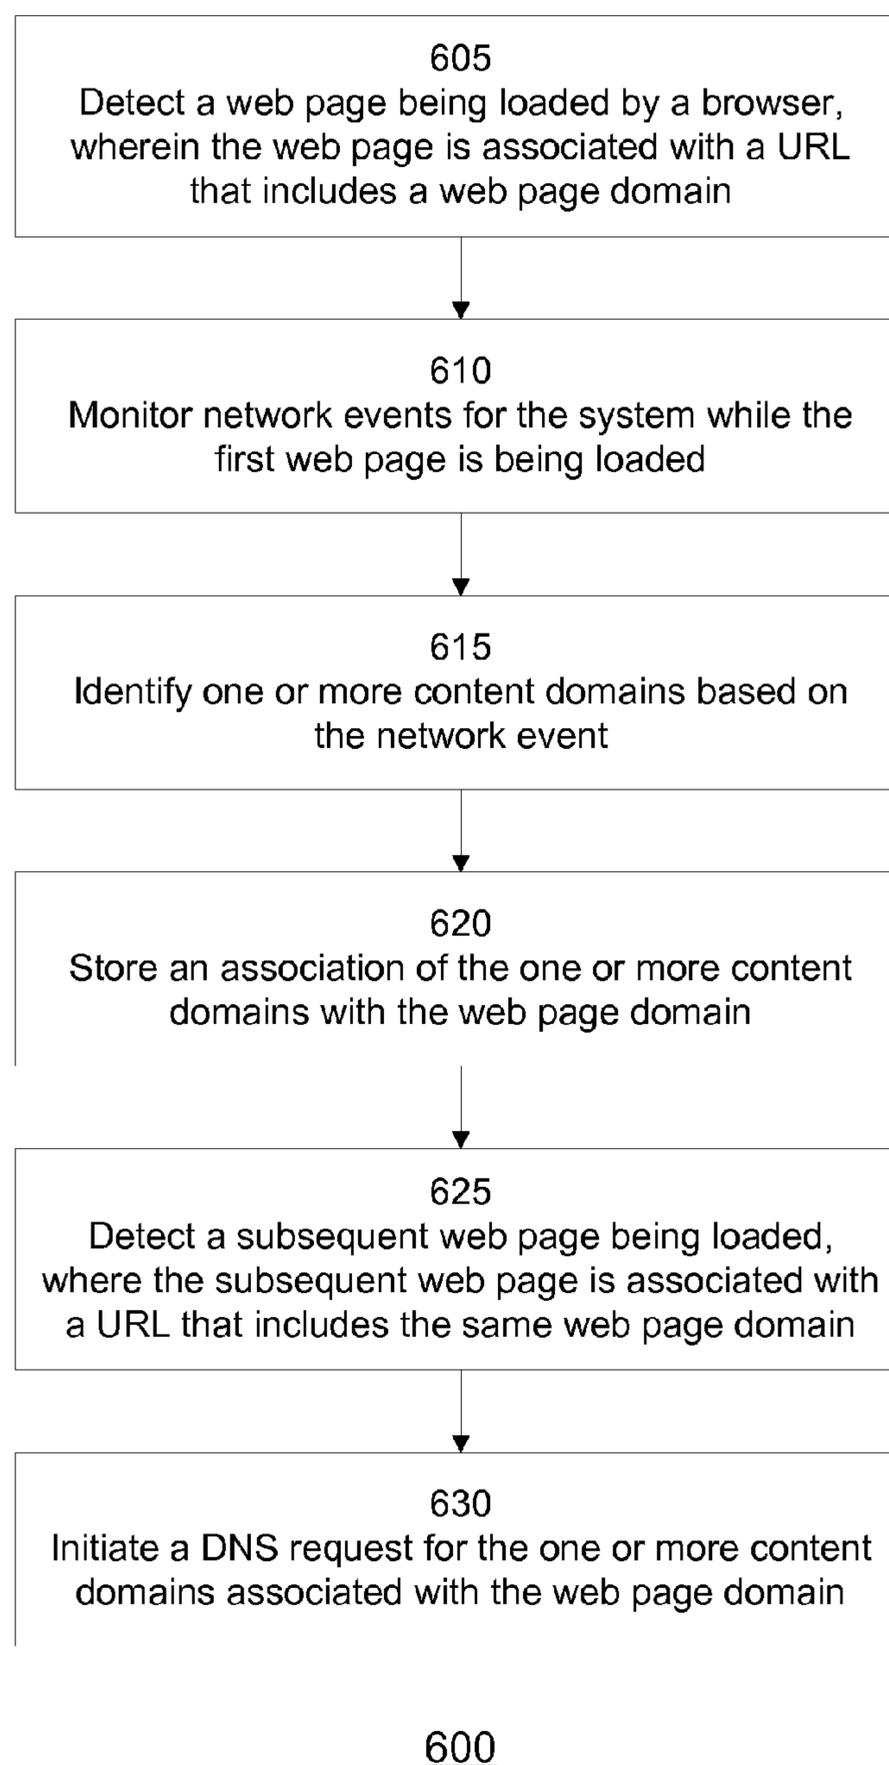 605
Detect a web page being loaded by a browser,
wherein the web page is associated with a URL
that includes a web page domain
610
Monitor network events for the system while the
first web page is being loaded
615
Identify one or more content domains based on
the network event
620
Store an association of the one or more content
domains with the web page domain
625
Detect a subsequent web page being loaded,
where the subsequent web page is associated with
a URL that includes the same web page domain
630
Initiate a DNS request for the one or more content
domains associated with the web page domain
600